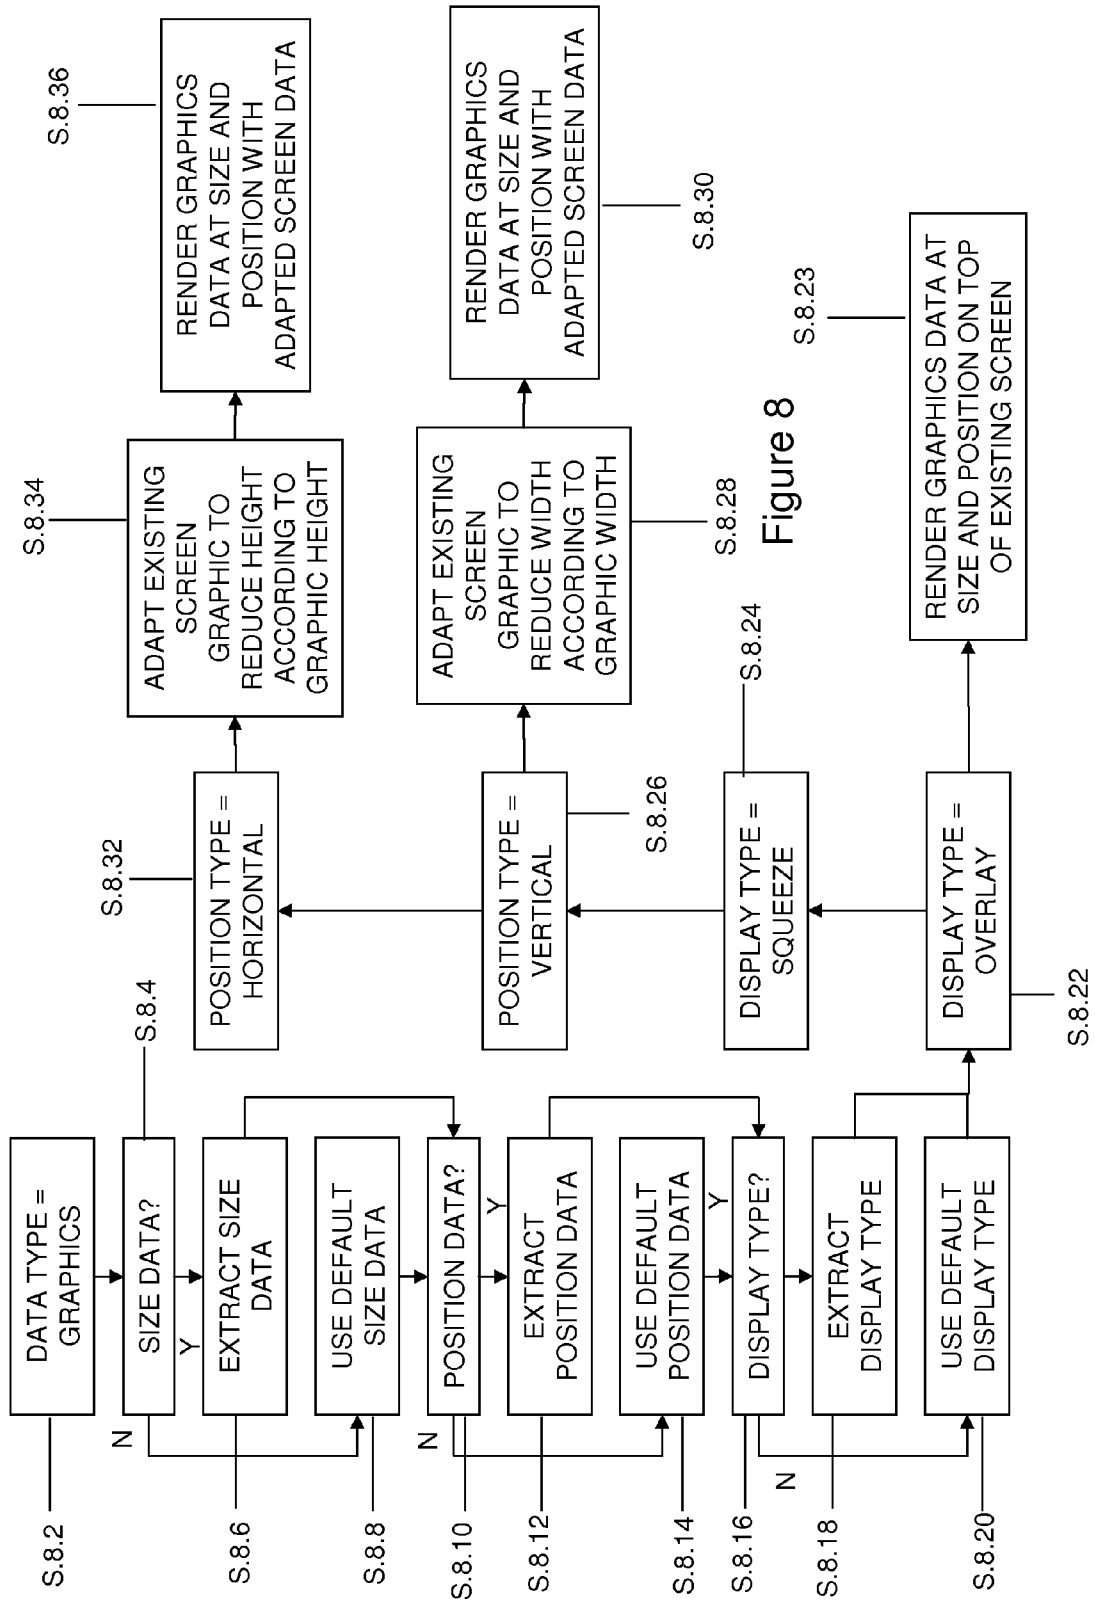 S.8.2
DATA TYPE =
GRAPHICS
S.8.4
SIZE DATA?
N
Y
S.8.6
EXTRACT SIZE
DATA
S.8.8
USE DEFAULT
SIZE DATA
S.8.10
POSITION DATA?
N
Y
S.8.12
EXTRACT
POSITION DATA
S.8.14
USE DEFAULT
POSITION DATA
Y
S.8.16
DISPLAY TYPE?
N
S.8.18
EXTRACT
DISPLAY TYPE
S.8.20
USE DEFAULT
DISPLAY TYPE
S.8.32
POSITION TYPE =
HORIZONTAL
S.8.26
POSITION TYPE =
VERTICAL
S.8.24
DISPLAY TYPE =
SQUEEZE
S.8.22
DISPLAY TYPE =
OVERLAY
S.8.34
ADAPT EXISTING
SCREEN
GRAPHIC TO
REDUCE HEIGHT
ACCORDING TO
GRAPHIC HEIGHT
S.8.28
ADAPT EXISTING
SCREEN
GRAPHIC TO
REDUCE WIDTH
ACCORDING TO
GRAPHIC WIDTH
S.8.36
RENDER GRAPHICS
DATA AT SIZE AND
POSITION WITH
ADAPTED SCREEN DATA
S.8.30
RENDER GRAPHICS
DATA AT SIZE AND
POSITION WITH
ADAPTED SCREEN DATA
S.8.23
RENDER GRAPHICS DATA AT
SIZE AND POSITION ON TOP
OF EXISTING SCREEN
Figure 8